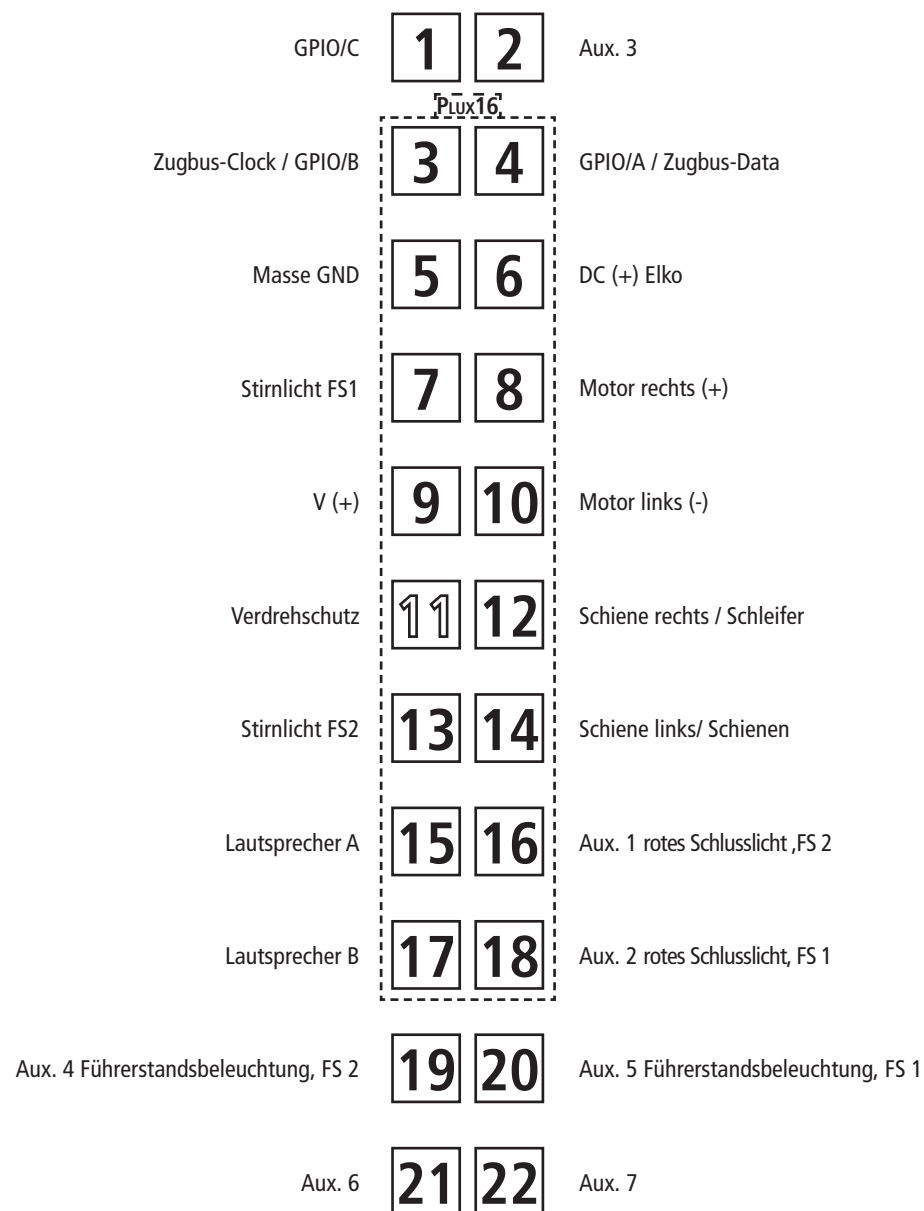 GPIO/C 1 2 Aux. 3
PLUX16
Zugbus-Clock / GPIO/B 3 4 GPIO/A / Zugbus-Data
Masse GND 5 6 DC (+) Elko
Stirnlicht FS1 7 8 Motor rechts (+)
V (+) 9 10 Motor links (-)
Verdrehschutz 11 12 Schiene rechts / Schleifer
Stirnlicht FS2 13 14 Schiene links/ Schienen
Lautsprecher A 15 16 Aux. 1 rotes Schlusslicht ,FS 2
Lautsprecher B 17 18 Aux. 2 rotes Schlusslicht, FS 1
Aux. 4 Führerstandsbeleuchtung, FS 2 19 20 Aux. 5 Führerstandsbeleuchtung, FS 1
Aux. 6 21 22 Aux. 7